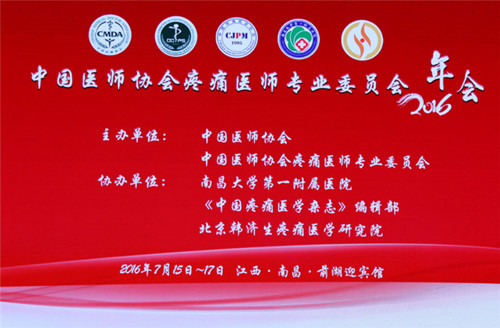 CMDA
CJPM
1995
中国医师协会疼痛医师专业委员会 2016年会
主办单位：中国医师协会
中国医师协会疼痛医师专业委员会
协办单位：南昌大学第一附属医院
《中国疼痛医学杂志》编辑部
北京韩济生疼痛医学研究院
2016年7月15日~17日 江西·南昌·前湖迎宾馆